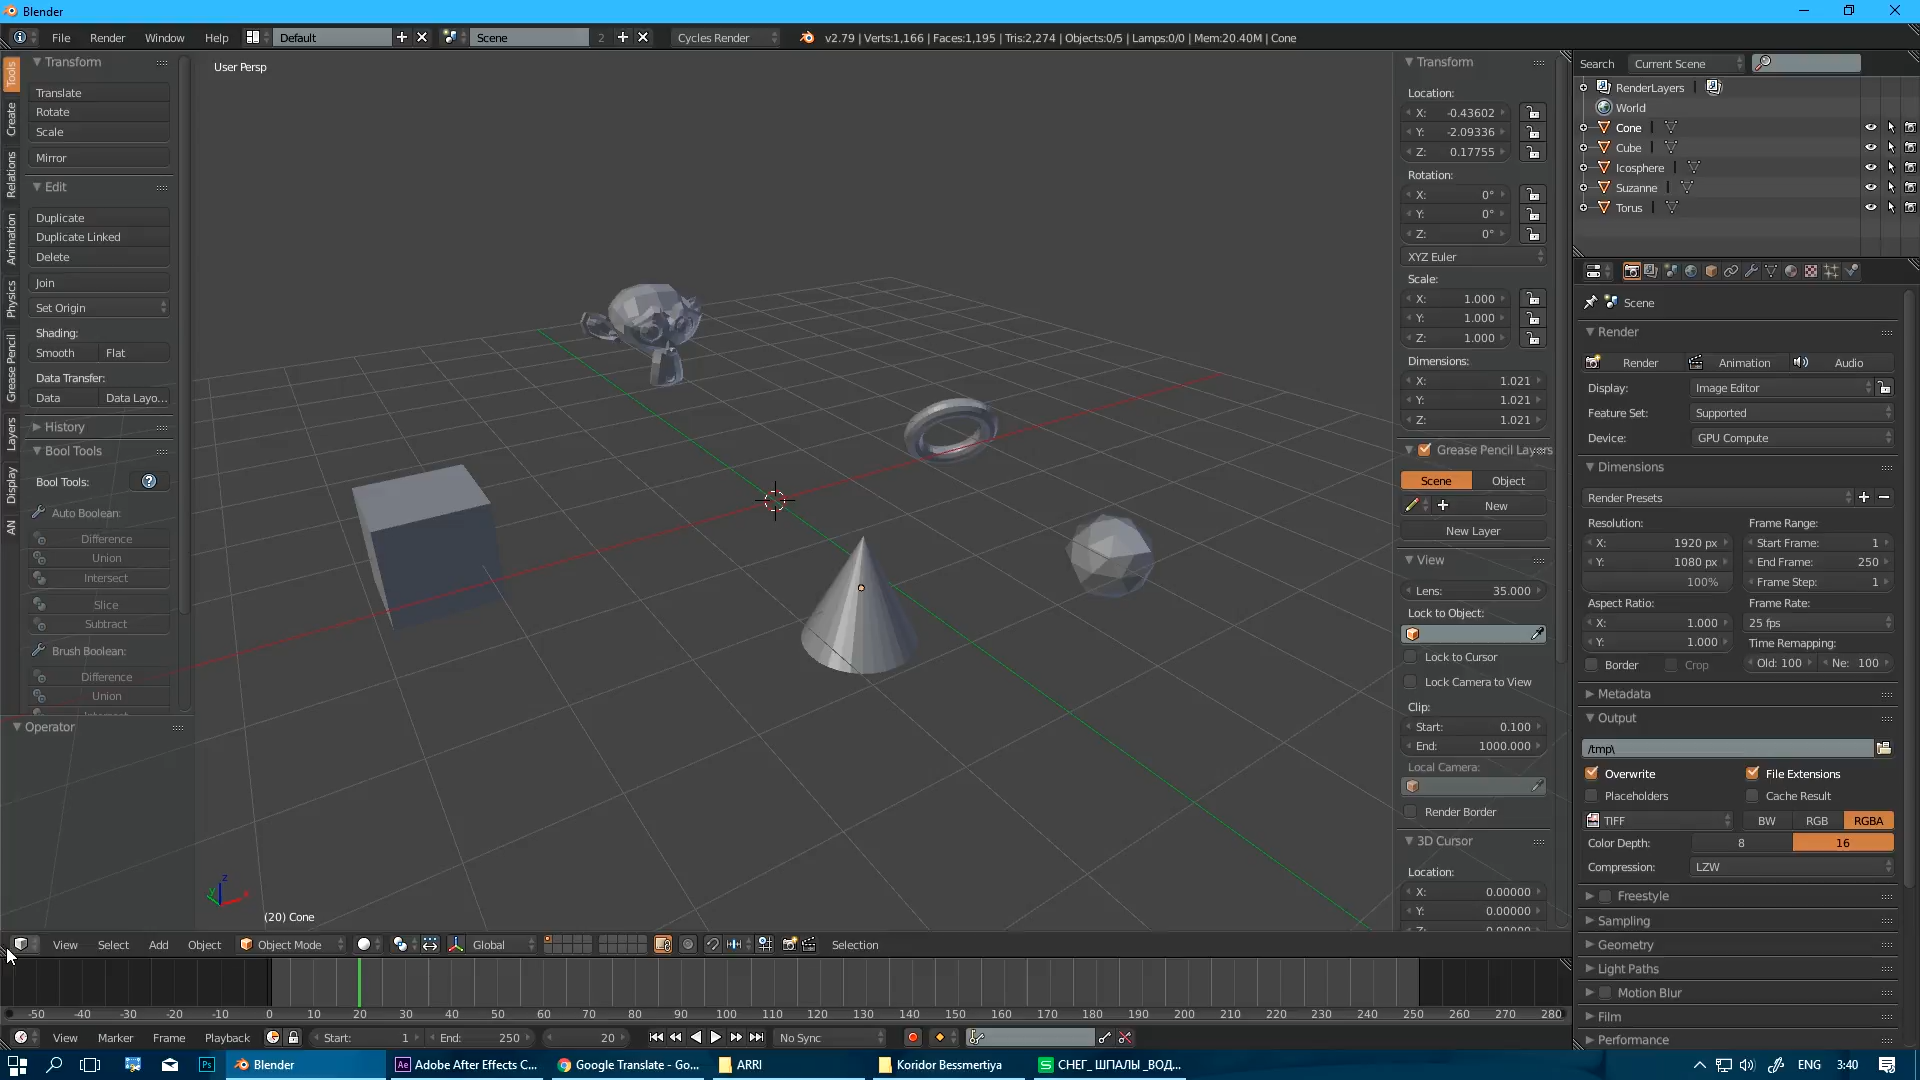 Blender
File Render Window Help Default Scene 2 Cycles Render v2.79 | Verts:1,166 | Faces:1,195 | Tris:2,274 | Objects:0/5 | Lamps:0/0 | Mem:20.40M | Cone
Tools
Create
Relations
Animation
Physics
Grease Pencil
Layers
Display
AN
Transform
Translate
Rotate
Scale
Mirror
Edit
Duplicate
Duplicate Linked
Delete
Join
Set Origin
Shading:
Smooth Flat
Data Transfer:
Data Data Layo...
History
Bool Tools
Bool Tools:
Auto Boolean:
Difference
Union
Intersect
Slice
Subtract
Brush Boolean:
Difference
Union
Operator
User Persp
(20) Cone
Transform
Location:
X: -0.43602
Y: -2.09336
Z: 0.17755
Rotation:
X: 0°
Y: 0°
Z: 0°
XYZ Euler
Scale:
X: 1.000
Y: 1.000
Z: 1.000
Dimensions:
X: 1.021
Y: 1.021
Z: 1.021
Grease Pencil Layers
Scene Object
New
New Layer
View
Lens: 35.000
Lock to Object:
Lock to Cursor
Lock Camera to View
Clip:
Start: 0.100
End: 1000.000
Local Camera:
Render Border
3D Cursor
Location:
X: 0.00000
Y: 0.00000
Search Current Scene
RenderLayers
World
Cone
Cube
Icosphere
Suzanne
Torus
Scene
Render
Render Animation Audio
Display: Image Editor
Feature Set: Supported
Device: GPU Compute
Dimensions
Render Presets
Resolution: Frame Range:
X: 1920 px Start Frame: 1
Y: 1080 px End Frame: 250
100% Frame Step: 1
Aspect Ratio: Frame Rate:
X: 1.000 25 fps
Y: 1.000 Time Remapping:
Border Crop Old: 100 Ne: 100
Metadata
Output
/tmp\
Overwrite File Extensions
Placeholders Cache Result
TIFF BW RGB RGBA
Color Depth: 8 16
Compression: LZW
Freestyle
Sampling
Geometry
Light Paths
Motion Blur
Film
Performance
View Select Add Object Object Mode Global Selection
-50 -40 -30 -20 -10 0 10 20 30 40 50 60 70 80 90 100 110 120 130 140 150 160 170 180 190 200 210 220 230 240 250 260 270 280
View Marker Frame Playback Start: 1 End: 250 20 No Sync
Ps Blender Ae Adobe After Effects C... Google Translate - Go... ARRI Koridor Bessmertiya S СНЕГ_ ШПАЛЫ _ВОД... ENG 3:40